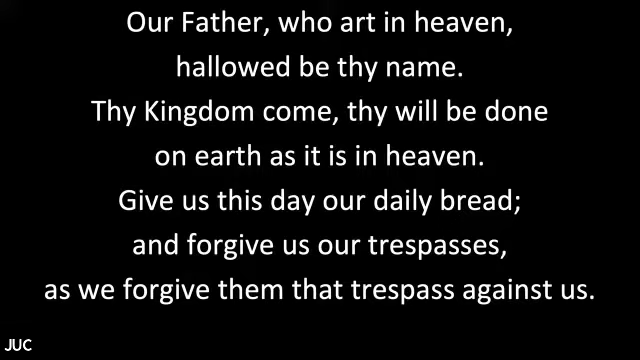 Our Father, who art in heaven,
hallowed be thy name.
Thy Kingdom come, thy will be done
on earth as it is in heaven.
Give us this day our daily bread;
and forgive us our trespasses,
as we forgive them that trespass against us.
JUC